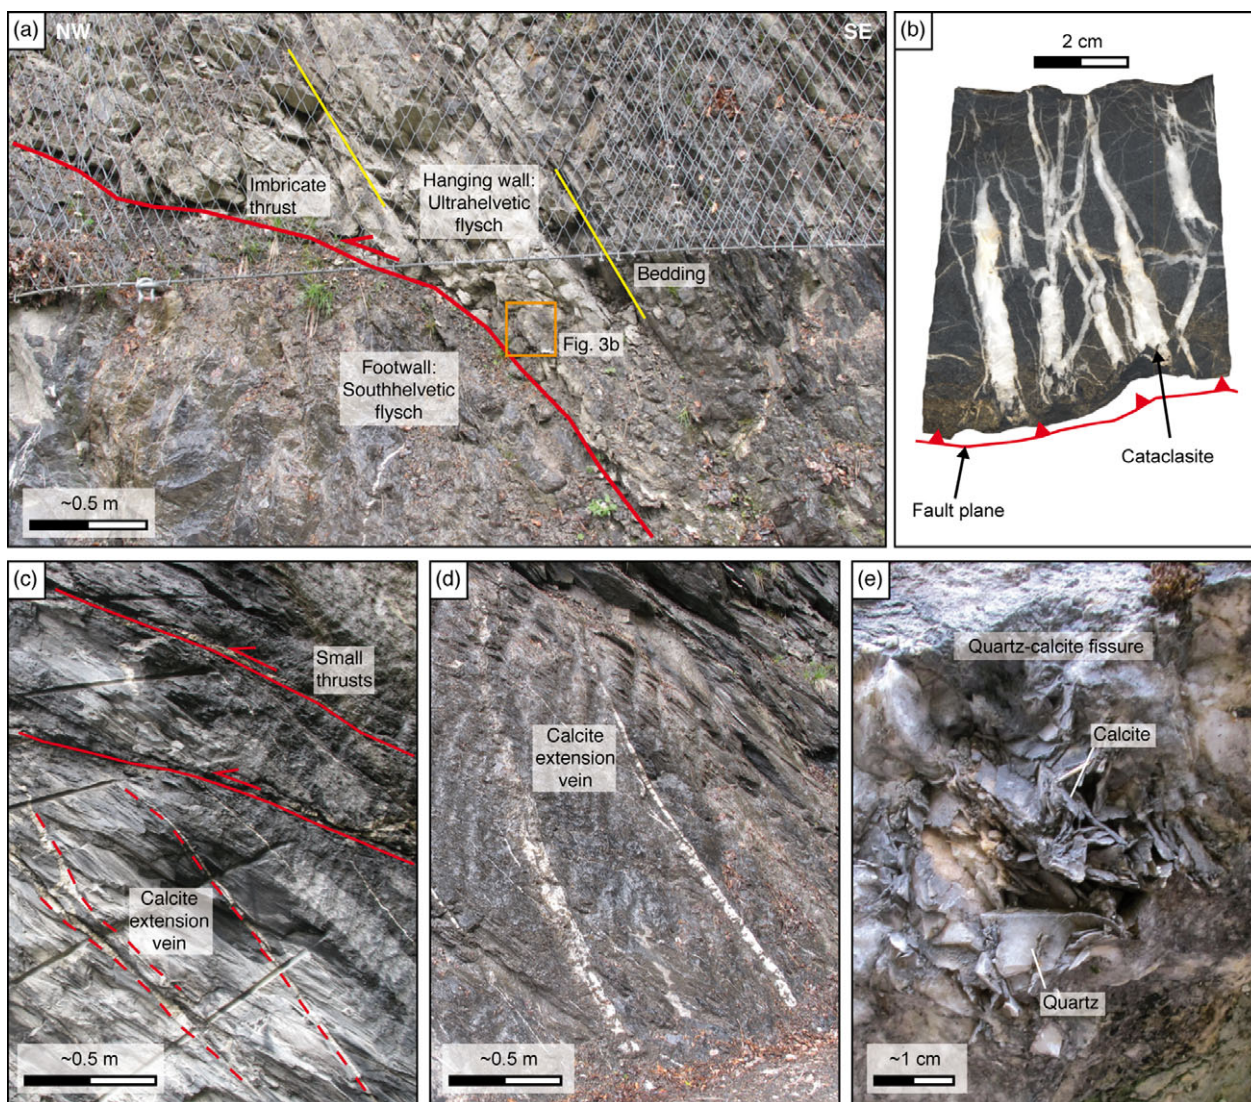 (a)
NW
SE
Imbricate
thrust
Hanging wall:
Ultrahelvetic
flysch
Bedding
Fig. 3b
Footwall:
Southhelvetic
flysch
~0.5 m
(b)
2 cm
Cataclasite
Fault plane
(c)
Small
thrusts
Calcite
extension
vein
~0.5 m
(d)
Calcite
extension
vein
~0.5 m
(e)
Quartz-calcite fissure
Calcite
Quartz
~1 cm